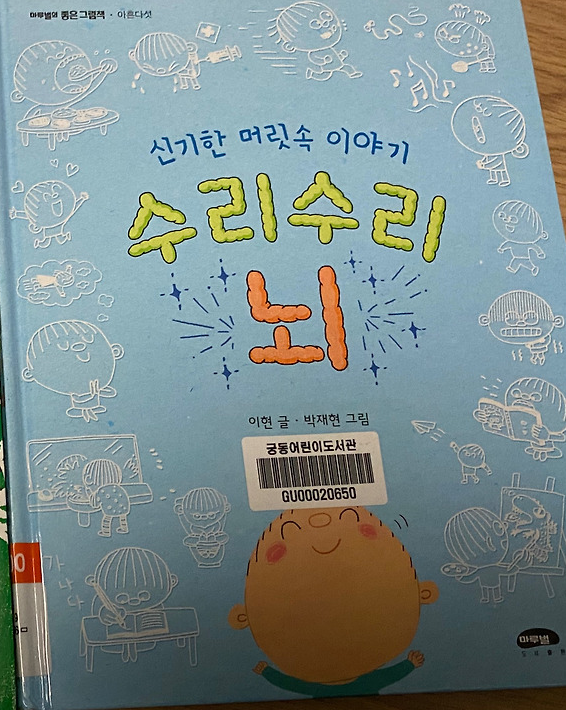 마루벌의 좋은 그림책 · 아흔다섯
신기한 머릿속 이야기
수리수리
뇌
이현 글 · 박재현 그림
궁동어린이도서관
GU00020650
가
나
다
마루벌